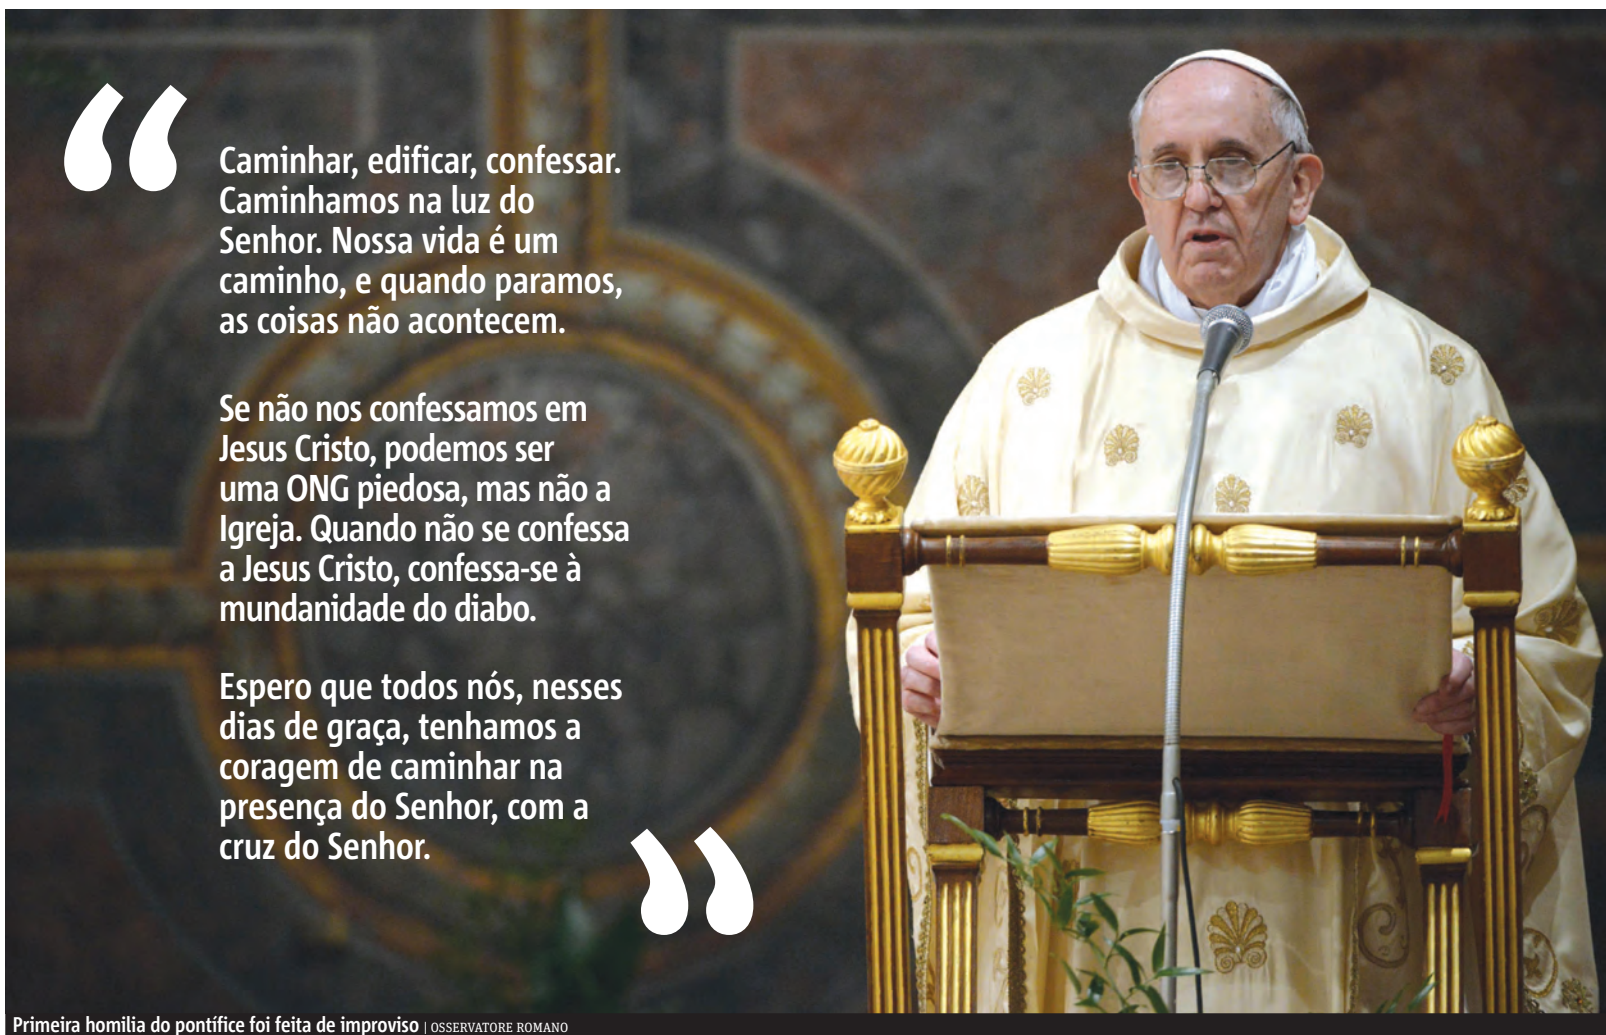 “
Caminhar, edificar, confessar.
Caminhamos na luz do
Senhor. Nossa vida é um
caminho, e quando paramos,
as coisas não acontecem.
Se não nos confessamos em
Jesus Cristo, podemos ser
uma ONG piedosa, mas não a
Igreja. Quando não se confessa
a Jesus Cristo, confessa-se à
mundanidade do diabo.
Espero que todos nós, nesses
dias de graça, tenhamos a
coragem de caminhar na
presença do Senhor, com a
cruz do Senhor.
”
Primeira homilia do pontífice foi feita de improviso | OSSERVATORE ROMANO